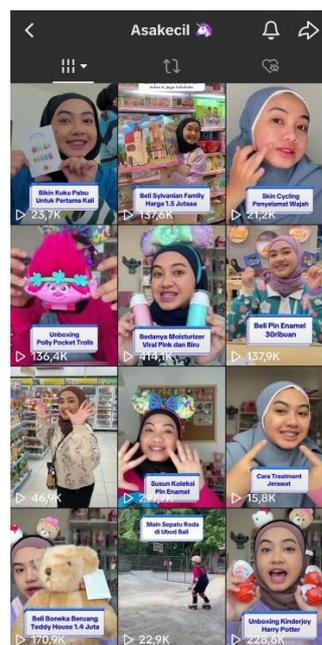 Asakecil 🦄
Bikin Kuku Palsu
Untuk Pertama Kali
23,7K
Beli Sylvanian Family
Harga 1.5 Jutaaa
137,6K
Skin Cycling
Penyelamat Wajah
21,2K
Unboxing
Polly Pocket Trolls
136,4K
Bedanya Moisturizer
Viral Pink dan Biru
414,1K
Beli Pin Enamel
30ribuan
137,9K
46,9K
Susun Koleksi
Pin Enamel
Cara Treatment
Jerawat
15,8K
Beli Boneka Beruang
Teddy House 1.4 Juta
170,9K
Main Sepatu Roda
di Ubud Bali
22,9K
Unboxing Kinderjoy
Harry Potter
228,6K